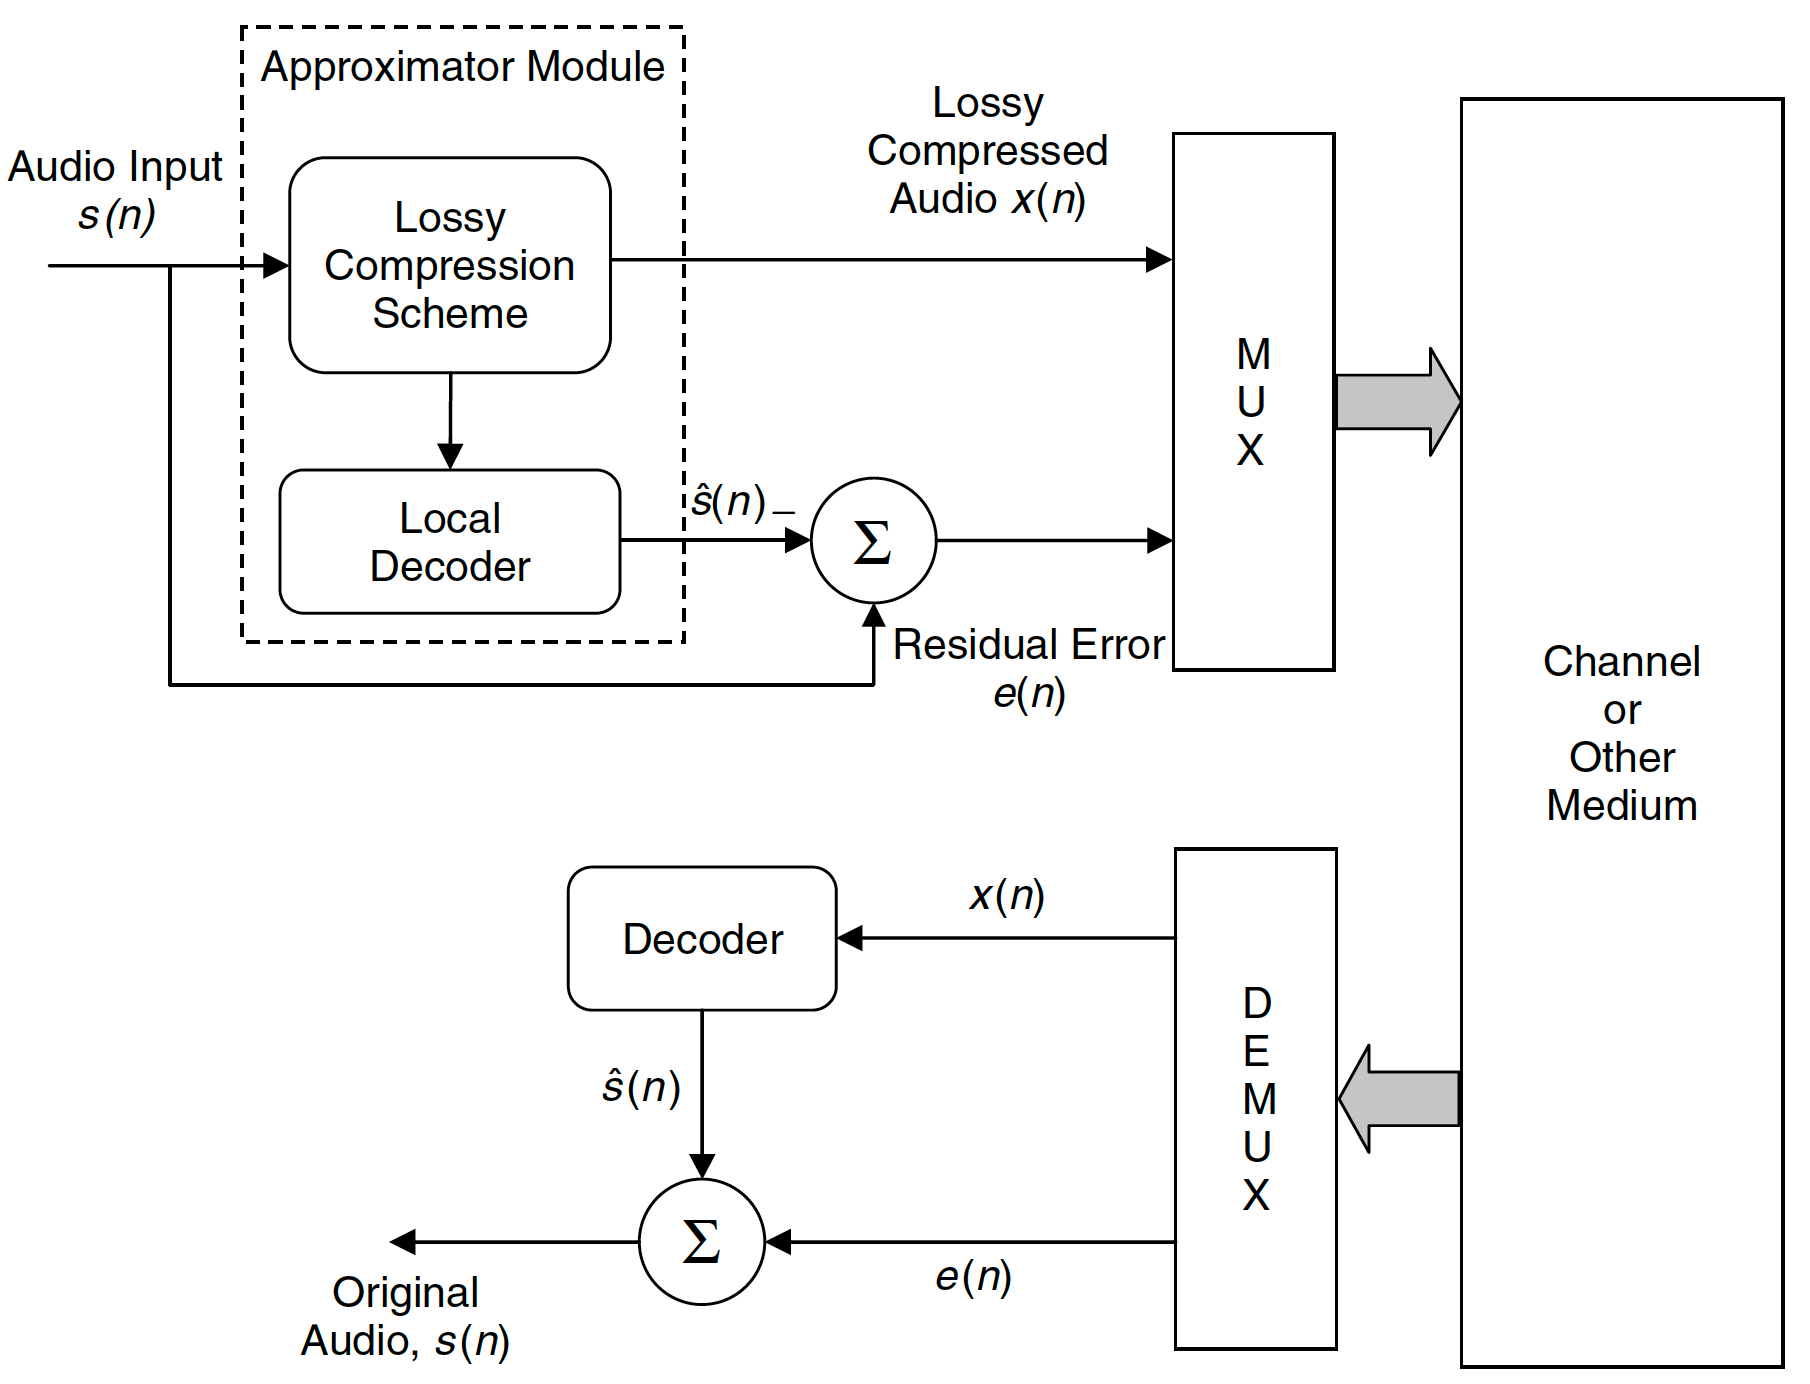 Approximator Module
Audio Input
s(n)
Lossy
Compression
Scheme
Lossy
Compressed
Audio x(n)
Local
Decoder
ŝ(n) –
Σ
Residual Error
e(n)
M
U
X
Channel
or
Other
Medium
Decoder
x(n)
D
E
M
U
X
ŝ(n)
Σ
e(n)
Original
Audio, s(n)